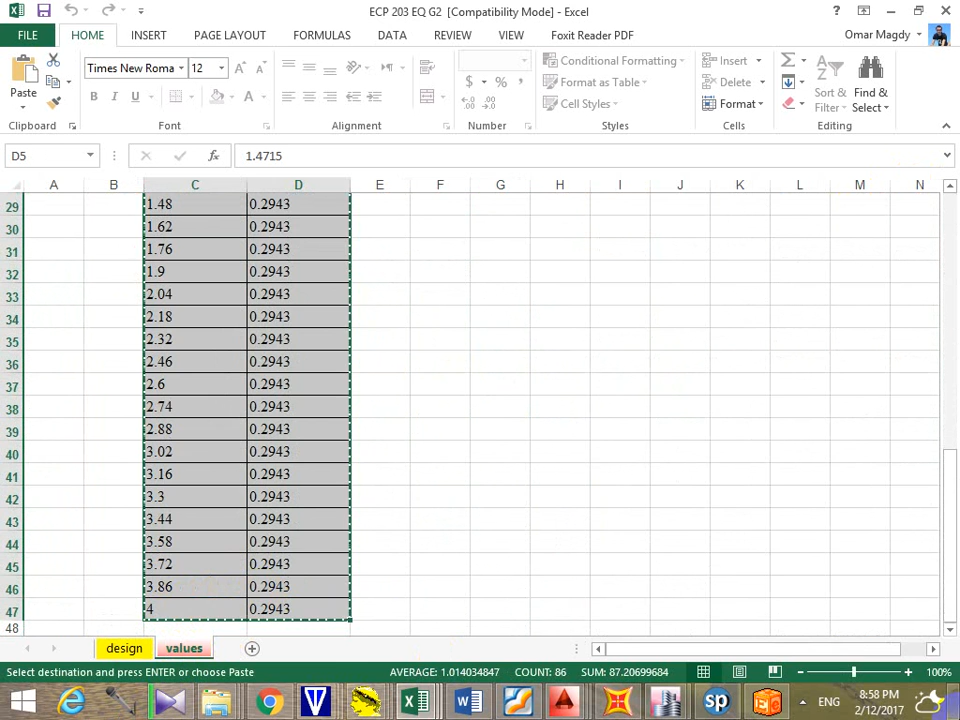 ECP 203 EQ G2 [Compatibility Mode] - Excel
?
FILE HOME INSERT PAGE LAYOUT FORMULAS DATA REVIEW VIEW Foxit Reader PDF Omar Magdy
Paste
Times New Roma 12
B I U A
Conditional Formatting
Format as Table
Cell Styles
Insert
Delete
Format
Sort &
Filter
Find &
Select
Clipboard Font Alignment Number Styles Cells Editing
D5 fx 1.4715
A B C D E F G H I J K L M N
29 1.48 0.2943
30 1.62 0.2943
31 1.76 0.2943
32 1.9 0.2943
33 2.04 0.2943
34 2.18 0.2943
35 2.32 0.2943
36 2.46 0.2943
37 2.6 0.2943
38 2.74 0.2943
39 2.88 0.2943
40 3.02 0.2943
41 3.16 0.2943
42 3.3 0.2943
43 3.44 0.2943
44 3.58 0.2943
45 3.72 0.2943
46 3.86 0.2943
47 4 0.2943
48
design values
Select destination and press ENTER or choose Paste AVERAGE: 1.014034847 COUNT: 86 SUM: 87.20699684 100%
ENG 8:58 PM
2/12/2017